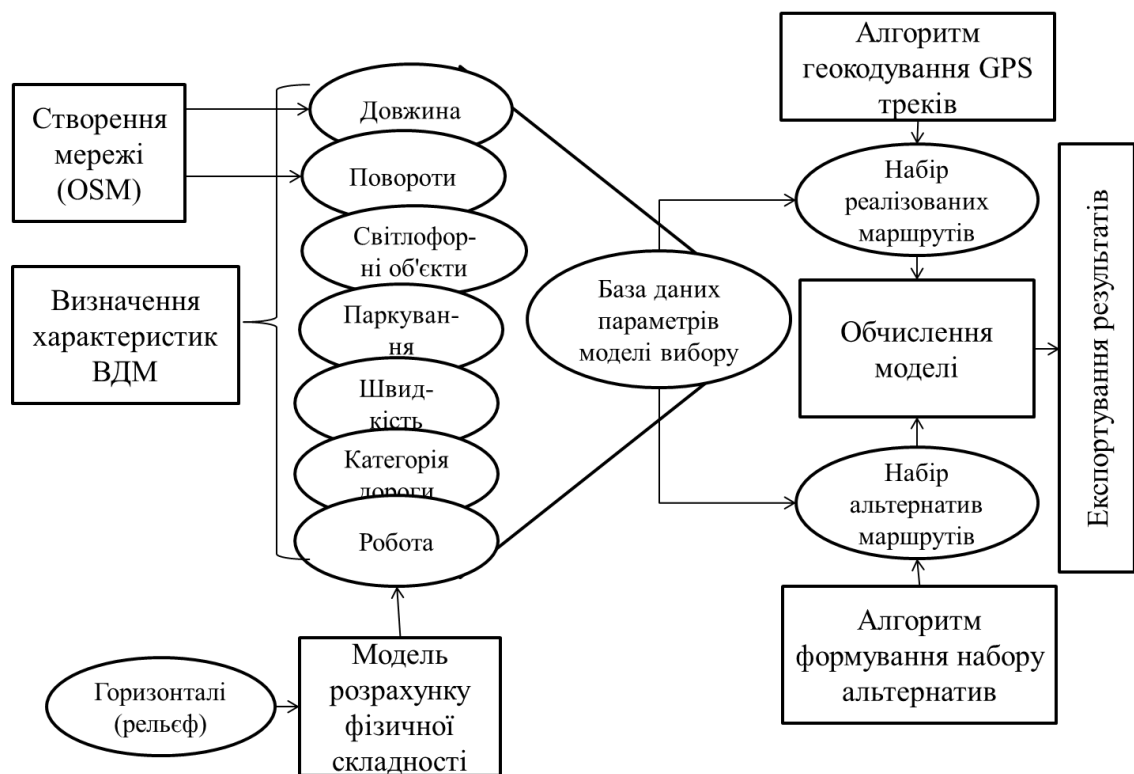 Створення
мережі
(OSM)
Визначення
характеристик
ВДМ
Довжина
Повороти
Світлофор-
ні об'єкти
Паркуван-
ня
Швид-
кість
Категорія
дороги
Робота
Горизонталі
(рельєф)
Модель
розрахунку
фізичної
складності
База даних
параметрів
моделі вибору
Алгоритм
геокодування GPS
треків
Набір
реалізованих
маршрутів
Обчислення
моделі
Набір
альтернатив
маршрутів
Алгоритм
формування набору
альтернатив
Експортування результатів